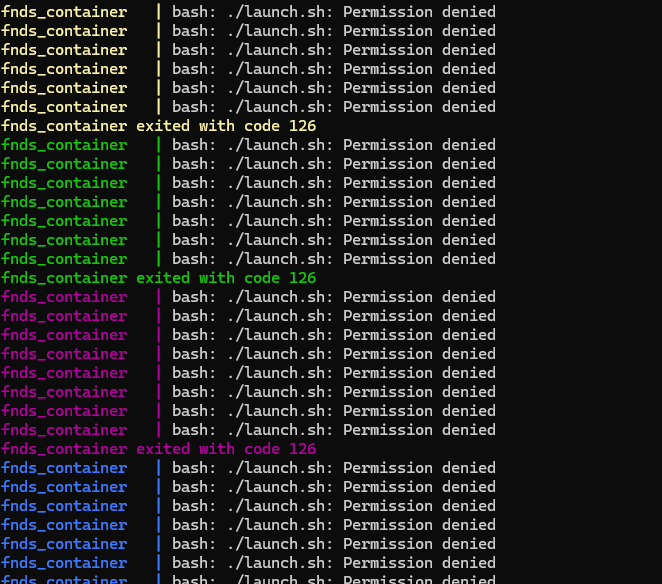 fnds_container | bash: ./launch.sh: Permission denied
fnds_container | bash: ./launch.sh: Permission denied
fnds_container | bash: ./launch.sh: Permission denied
fnds_container | bash: ./launch.sh: Permission denied
fnds_container | bash: ./launch.sh: Permission denied
fnds_container | bash: ./launch.sh: Permission denied
fnds_container exited with code 126
fnds_container | bash: ./launch.sh: Permission denied
fnds_container | bash: ./launch.sh: Permission denied
fnds_container | bash: ./launch.sh: Permission denied
fnds_container | bash: ./launch.sh: Permission denied
fnds_container | bash: ./launch.sh: Permission denied
fnds_container | bash: ./launch.sh: Permission denied
fnds_container | bash: ./launch.sh: Permission denied
fnds_container exited with code 126
fnds_container | bash: ./launch.sh: Permission denied
fnds_container | bash: ./launch.sh: Permission denied
fnds_container | bash: ./launch.sh: Permission denied
fnds_container | bash: ./launch.sh: Permission denied
fnds_container | bash: ./launch.sh: Permission denied
fnds_container | bash: ./launch.sh: Permission denied
fnds_container | bash: ./launch.sh: Permission denied
fnds_container | bash: ./launch.sh: Permission denied
fnds_container exited with code 126
fnds_container | bash: ./launch.sh: Permission denied
fnds_container | bash: ./launch.sh: Permission denied
fnds_container | bash: ./launch.sh: Permission denied
fnds_container | bash: ./launch.sh: Permission denied
fnds_container | bash: ./launch.sh: Permission denied
fnds_container | bash: ./launch.sh: Permission denied
fnds_container | bash: ./launch.sh: Permission denied